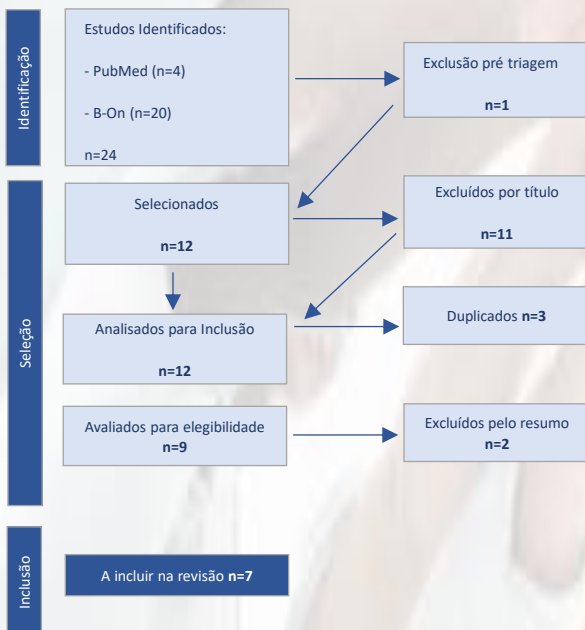 Identificação
Estudos Identificados:
- PubMed (n=4)
- B-On (n=20)
n=24
Exclusão pré triagem
n=1
Seleção
Selecionados
n=12
Excluídos por título
n=11
Analisados para Inclusão
n=12
Duplicados n=3
Avaliados para elegibilidade
n=9
Excluídos pelo resumo
n=2
Inclusão
A incluir na revisão n=7